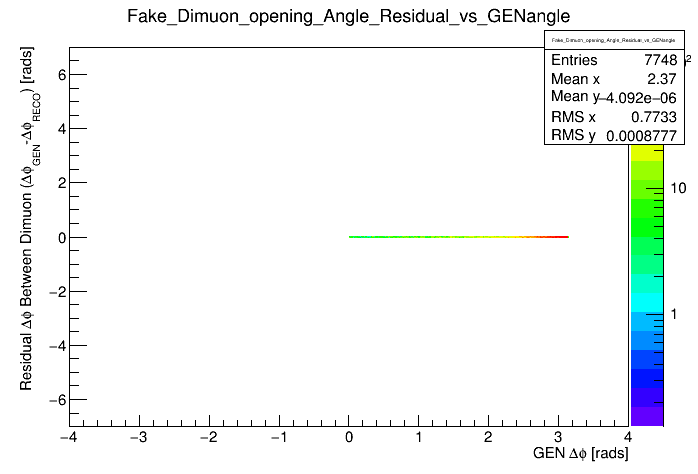 Fake_Dimuon_opening_Angle_Residual_vs_GENangle
Fake_Dimuon_opening_Angle_Residual_vs_GENangle
Entries 7748
Mean x 2.37
Mean y −4.092e−06
RMS x 0.7733
RMS y 0.0008777
2
10
1
Residual Δϕ Between Dimuon (Δϕ_GEN -Δϕ_RECO) [rads]
6
4
2
0
−2
−4
−6
−4 −3 −2 −1 0 1 2 3 4
GEN Δϕ [rads]